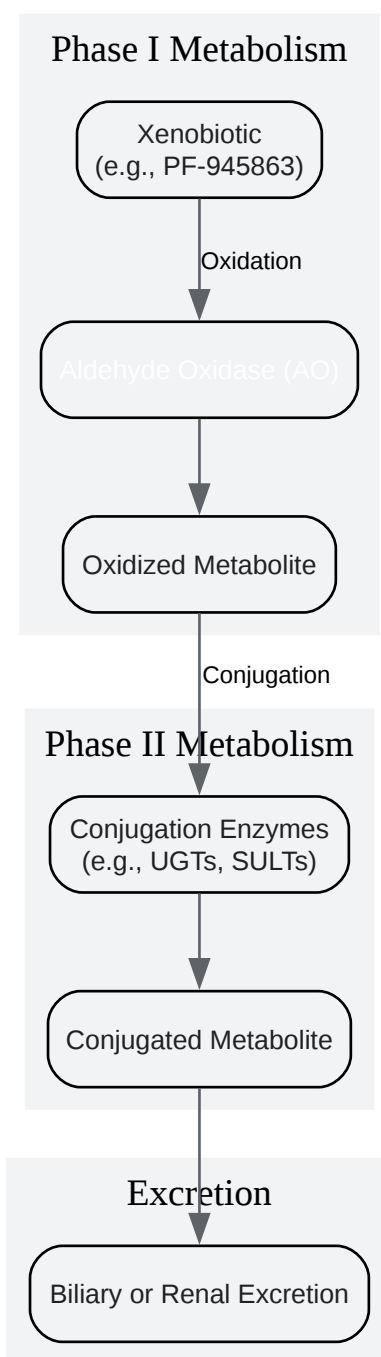 Phase I Metabolism
Xenobiotic
(e.g., PF-945863)
Oxidation
Aldehyde Oxidase (AO)
Oxidized Metabolite
Conjugation
Phase II Metabolism
Conjugation Enzymes
(e.g., UGTs, SULTs)
Conjugated Metabolite
Excretion
Biliary or Renal Excretion